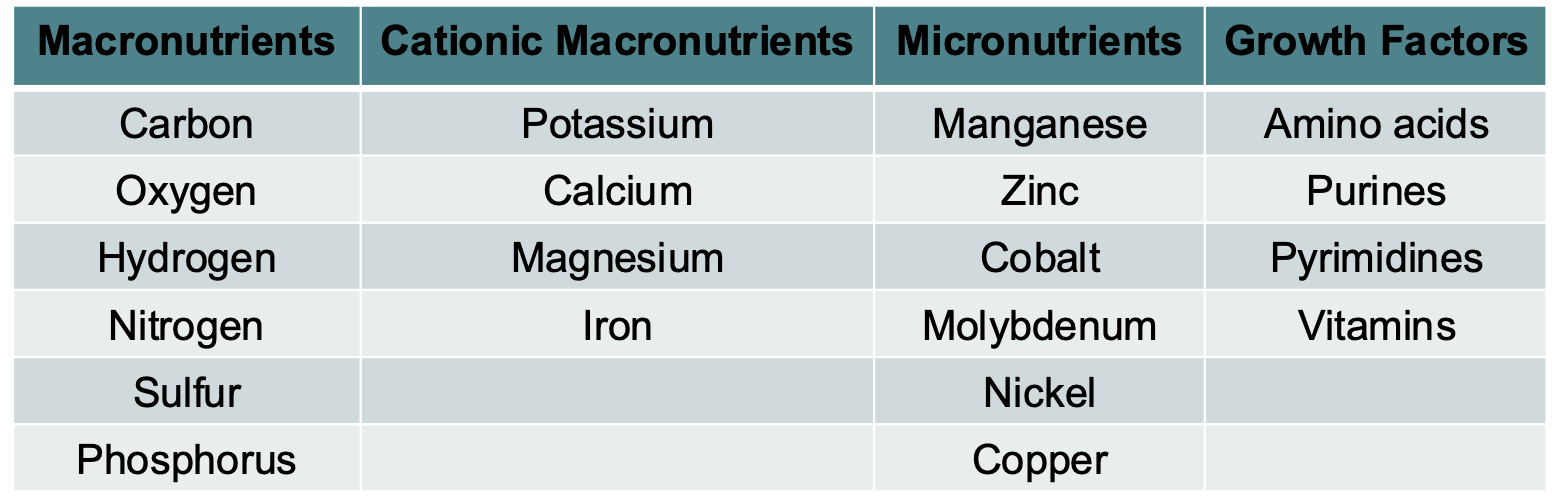 Macronutrients Cationic Macronutrients Micronutrients Growth Factors
Carbon Potassium Manganese Amino acids
Oxygen Calcium Zinc Purines
Hydrogen Magnesium Cobalt Pyrimidines
Nitrogen Iron Molybdenum Vitamins
Sulfur Nickel
Phosphorus Copper